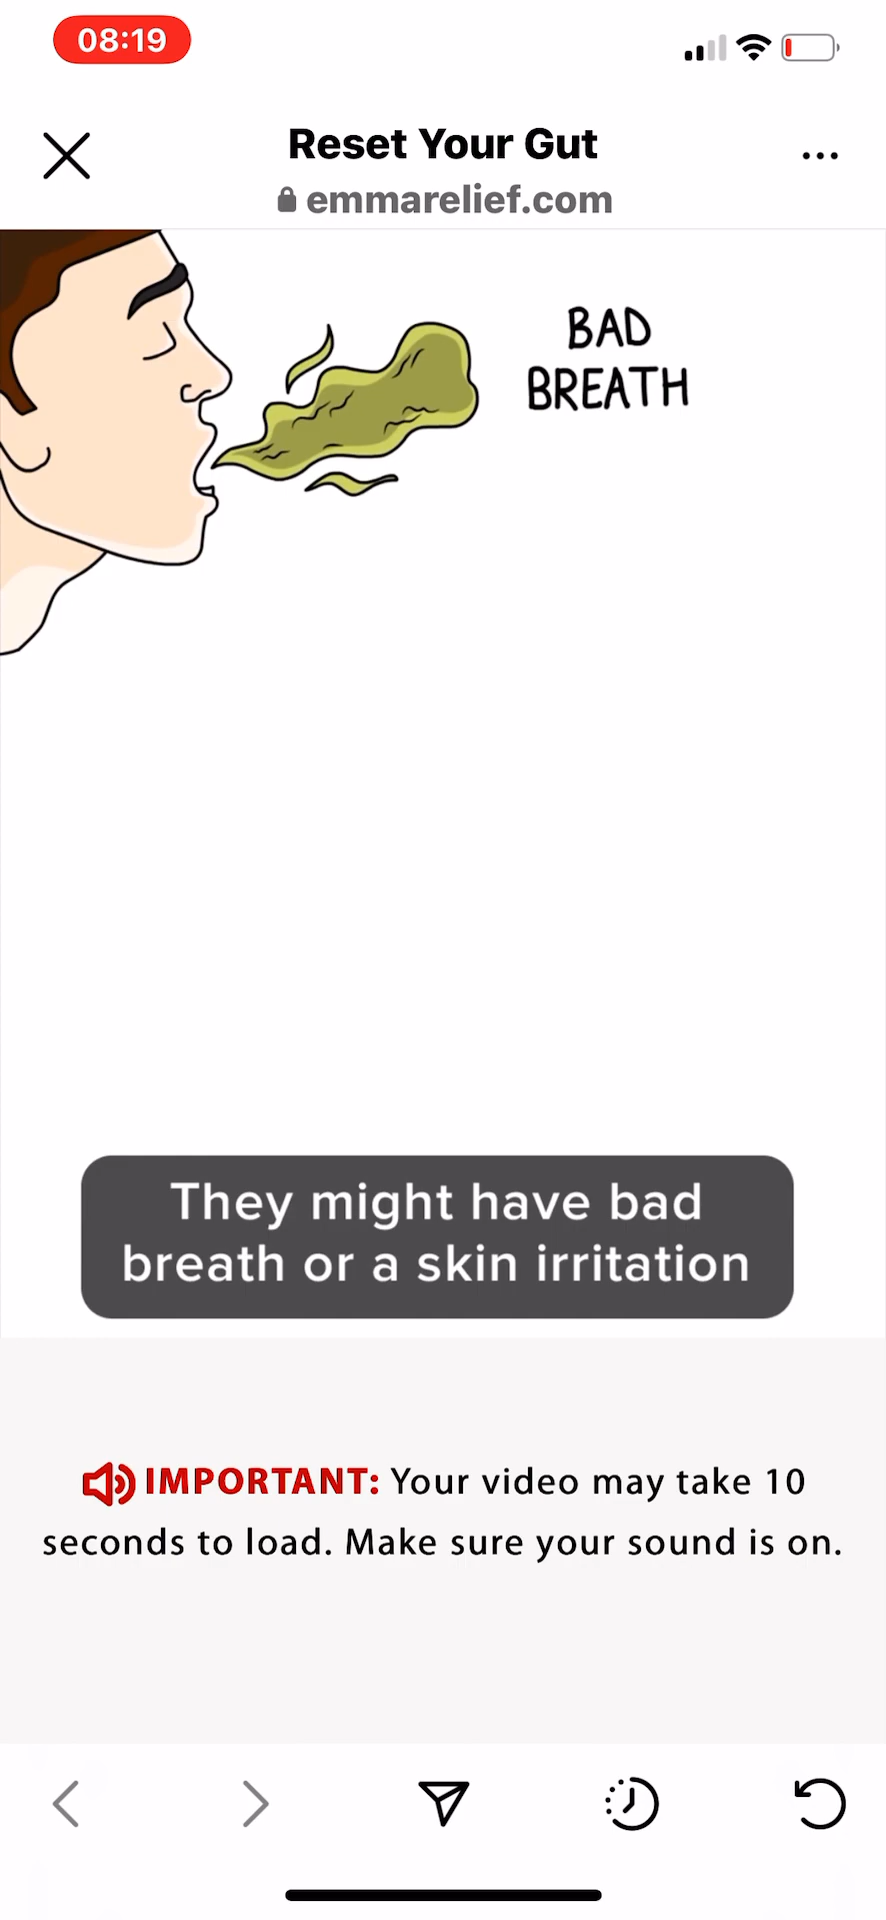 08:19
Reset Your Gut
emmarelief.com
BAD
BREATH
They might have bad
breath or a skin irritation
IMPORTANT: Your video may take 10
seconds to load. Make sure your sound is on.